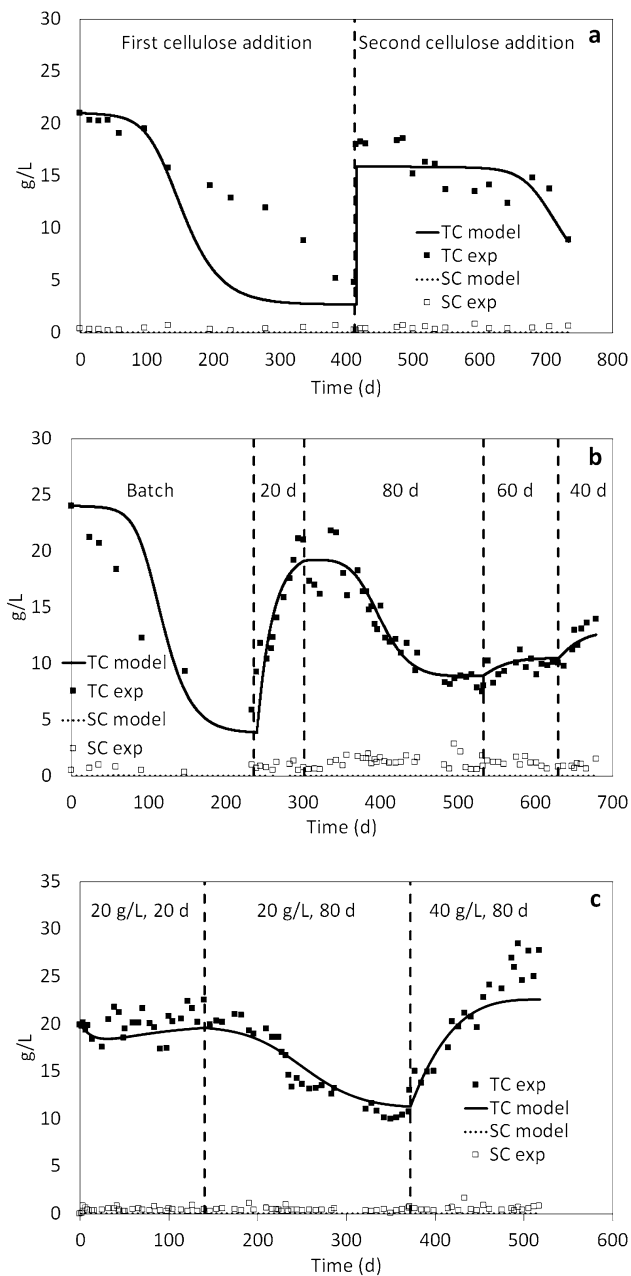 30
First cellulose addition
Second cellulose addition
a
25
20
15
10
5
0
g/L
TC model
TC exp
SC model
SC exp
0 100 200 300 400 500 600 700 800
Time (d)
30
b
Batch
20 d
80 d
60 d
40 d
25
20
15
10
5
0
g/L
TC model
TC exp
SC model
SC exp
0 100 200 300 400 500 600 700
Time (d)
35
20 g/L, 20 d
20 g/L, 80 d
40 g/L, 80 d
c
30
25
20
15
10
5
0
g/L
TC exp
TC model
SC model
SC exp
0 100 200 300 400 500 600
Time (d)